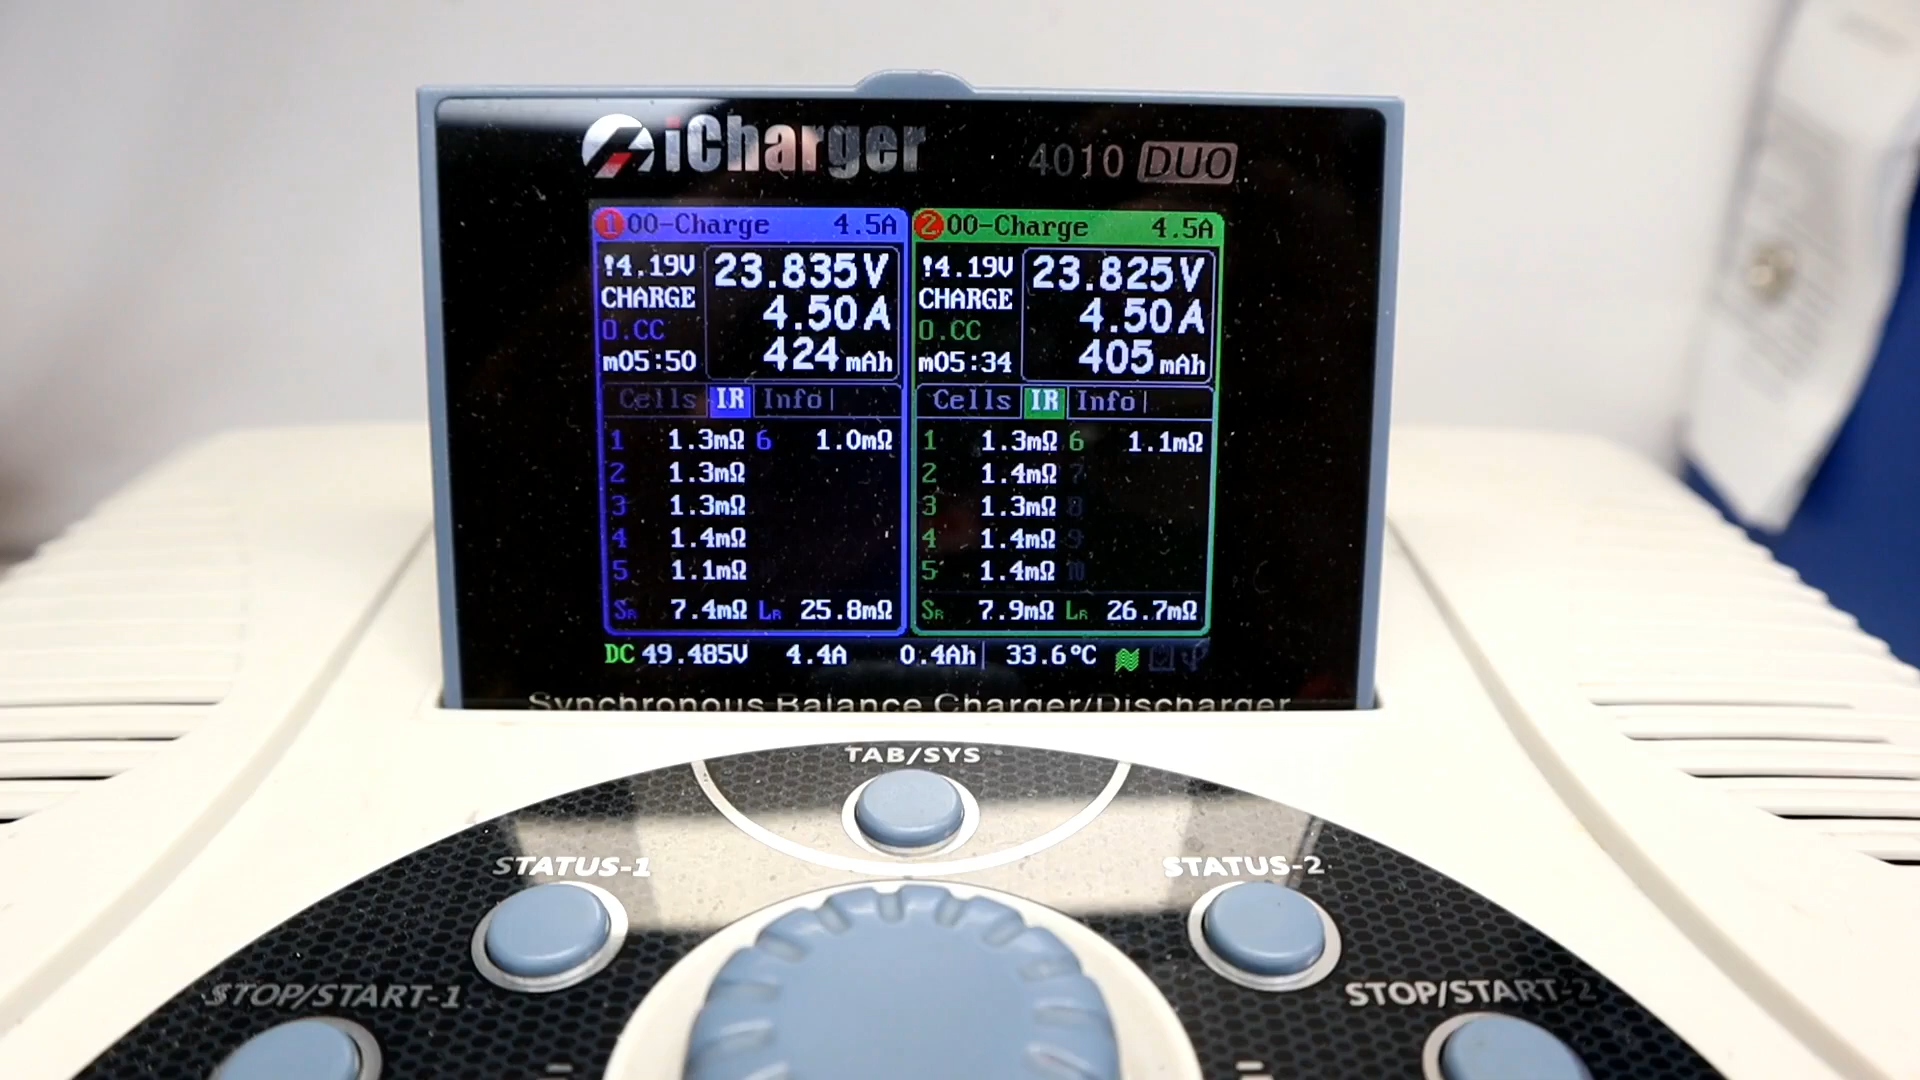 iCharger 4010 DUO
1 00-Charge 4.5A
!4.19V 23.835V
CHARGE 4.50A
0.CC
m05:50 424mAh
Cells IR Info
1 1.3mΩ 6 1.0mΩ
2 1.3mΩ
3 1.3mΩ
4 1.4mΩ
5 1.1mΩ
SR 7.4mΩ LR 25.8mΩ
2 00-Charge 4.5A
!4.19V 23.825V
CHARGE 4.50A
0.CC
m05:34 405mAh
Cells IR Info
1 1.3mΩ 6 1.1mΩ
2 1.4mΩ 7
3 1.3mΩ 8
4 1.4mΩ 9
5 1.4mΩ 10
SR 7.9mΩ LR 26.7mΩ
DC 49.485V 4.4A 0.4Ah 33.6°C
Synchronous Balance Charger/Discharger
TAB/SYS
STATUS-1 STATUS-2
STOP/START-1 STOP/START-2